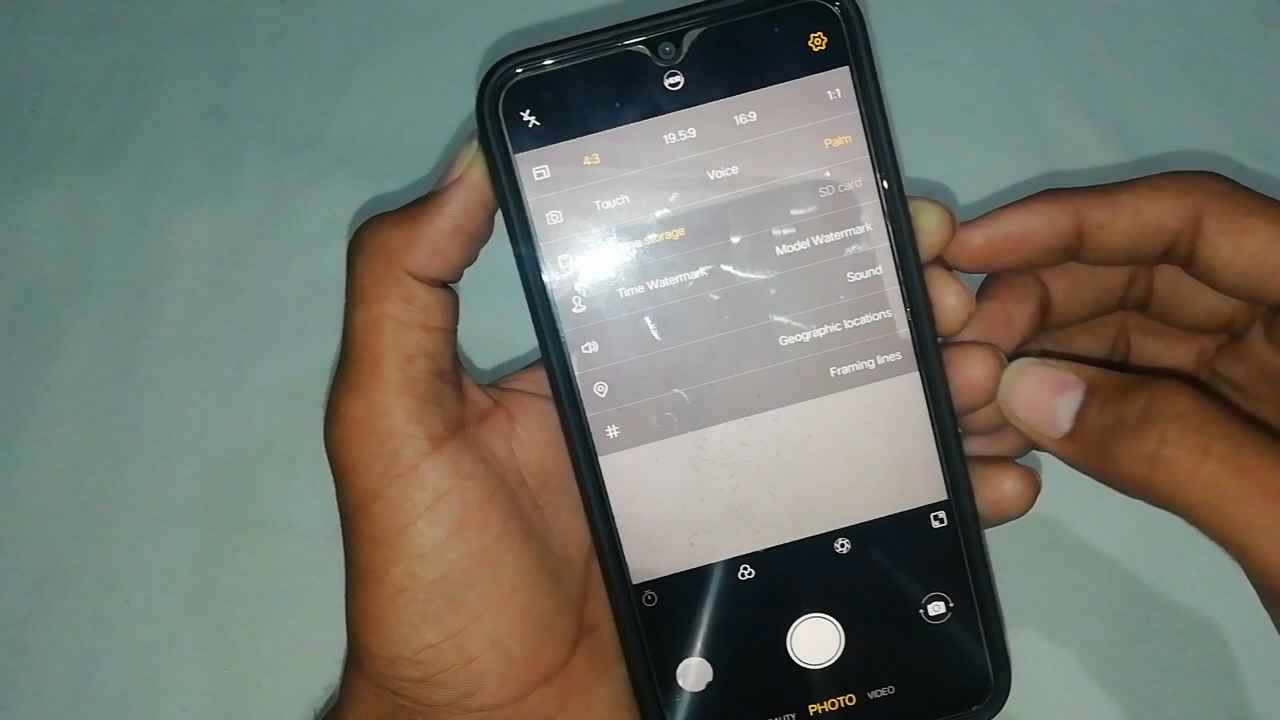 HDR
4:3 19.5:9 16:9 1:1
Touch Voice Palm
storage SD card
Time Watermark Model Watermark
Sound
Geographic locations
Framing lines
PHOTO VIDEO